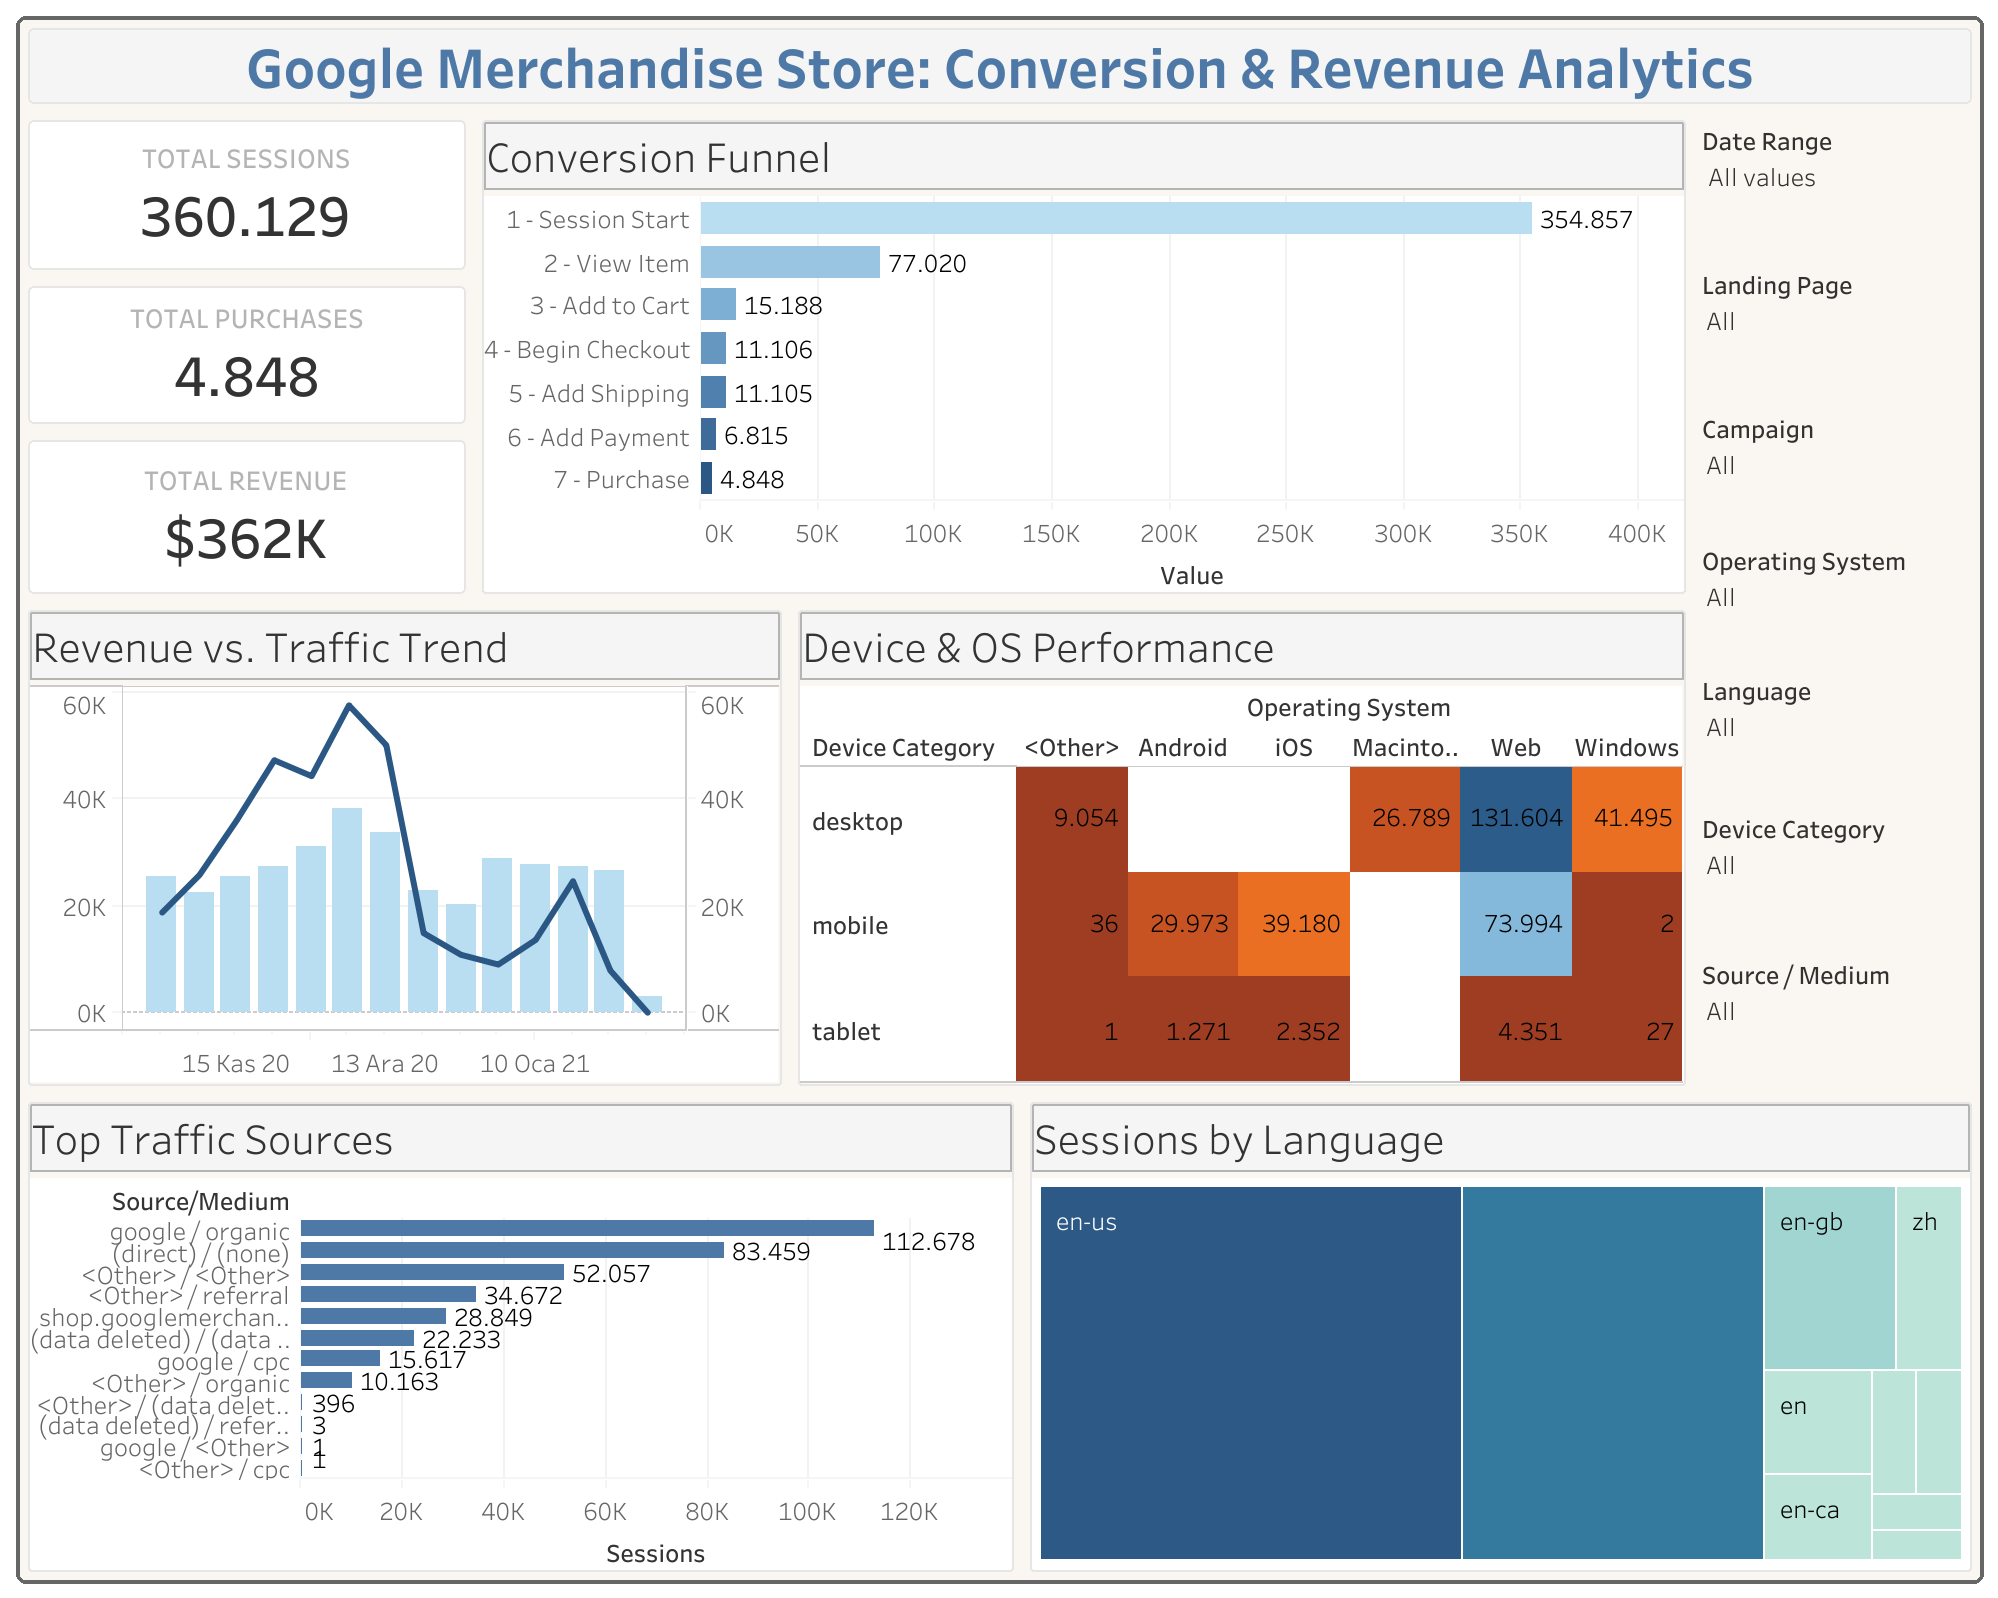 Google Merchandise Store: Conversion & Revenue Analytics
TOTAL SESSIONS
360.129
TOTAL PURCHASES
4.848
TOTAL REVENUE
$362K
Conversion Funnel
1 - Session Start 354.857
2 - View Item 77.020
3 - Add to Cart 15.188
4 - Begin Checkout 11.106
5 - Add Shipping 11.105
6 - Add Payment 6.815
7 - Purchase 4.848
0K 50K 100K 150K 200K 250K 300K 350K 400K
Value
Date Range
All values
Landing Page
All
Campaign
All
Operating System
All
Language
All
Device Category
All
Source / Medium
All
Revenue vs. Traffic Trend
60K 60K
40K 40K
20K 20K
0K 0K
15 Kas 20 13 Ara 20 10 Oca 21
Device & OS Performance
Operating System
Device Category <Other> Android iOS Macinto.. Web Windows
desktop 9.054 26.789 131.604 41.495
mobile 36 29.973 39.180 73.994 2
tablet 1 1.271 2.352 4.351 27
Top Traffic Sources
Source/Medium
google / organic 112.678
(direct) / (none) 83.459
<Other> / <Other> 52.057
<Other> / referral 34.672
shop.googlemerchan.. 28.849
(data deleted) / (data .. 22.233
google / cpc 15.617
<Other> / organic 10.163
<Other> / (data delet.. 396
(data deleted) / refer.. 3
google / <Other> 1
<Other> / cpc 1
0K 20K 40K 60K 80K 100K 120K
Sessions
Sessions by Language
en-us en-gb zh
en
en-ca